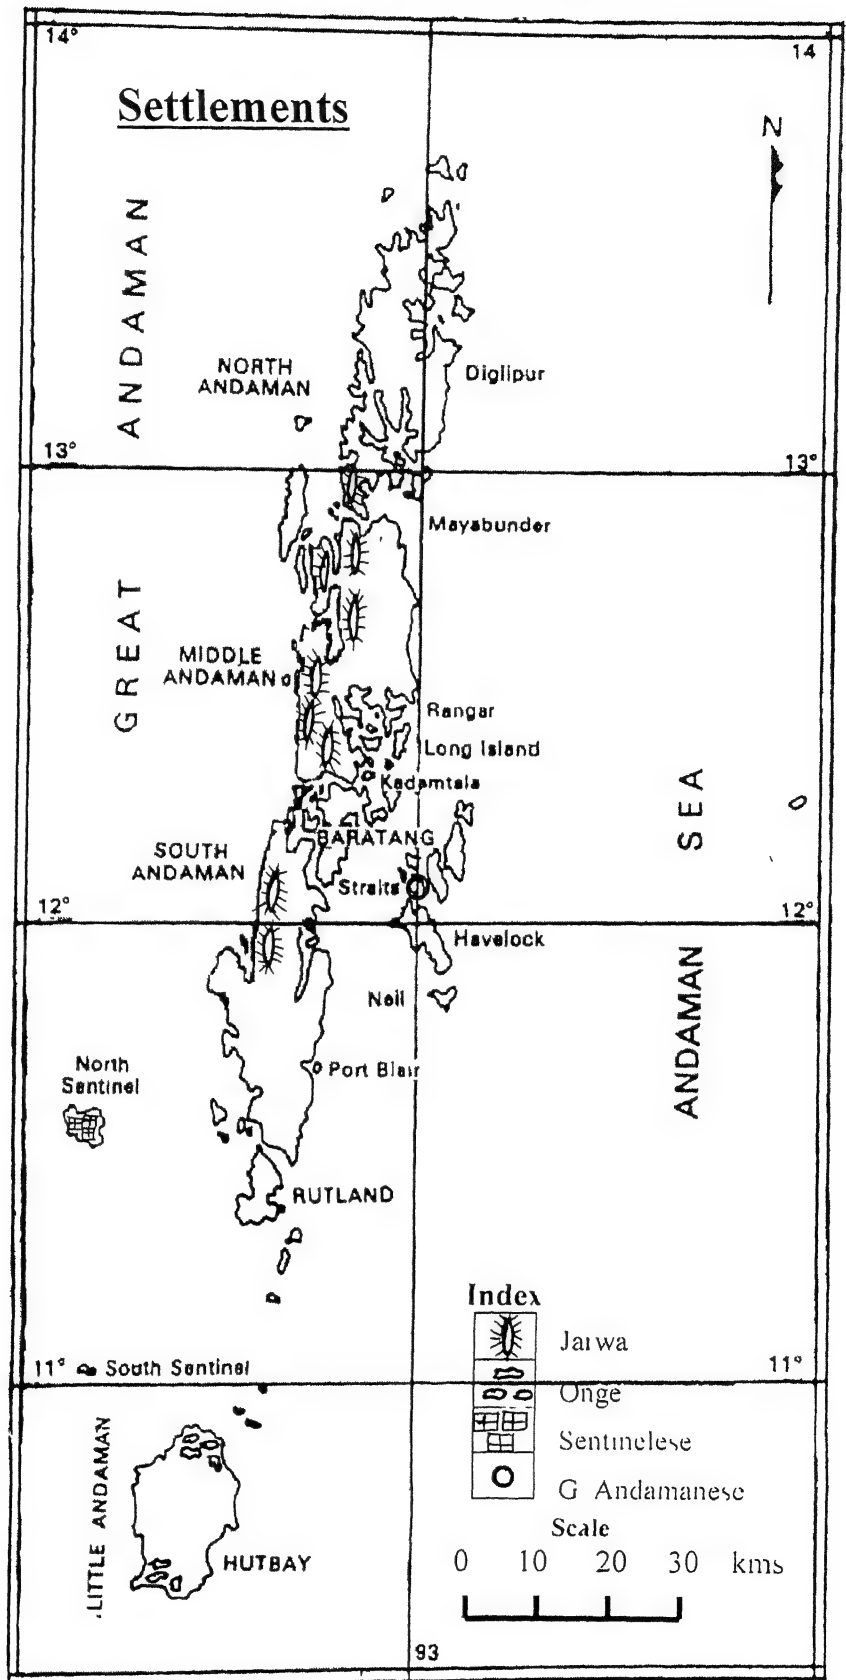 14°
14
Settlements
N
GREAT ANDAMAN
NORTH
ANDAMAN
Diglipur
13°
13°
Mayabunder
MIDDLE
ANDAMAN
Rangar
Long Island
Kadamtala
BARATANG
SOUTH
ANDAMAN
Straits
12°
12°
Havelock
Neil
ANDAMAN SEA
North
Sentinel
Port Blair
RUTLAND
11°
South Sentinel
11°
Index
Jarwa
Onge
Sentinelese
G Andamanese
LITTLE ANDAMAN
HUTBAY
Scale
0 10 20 30 kms
93